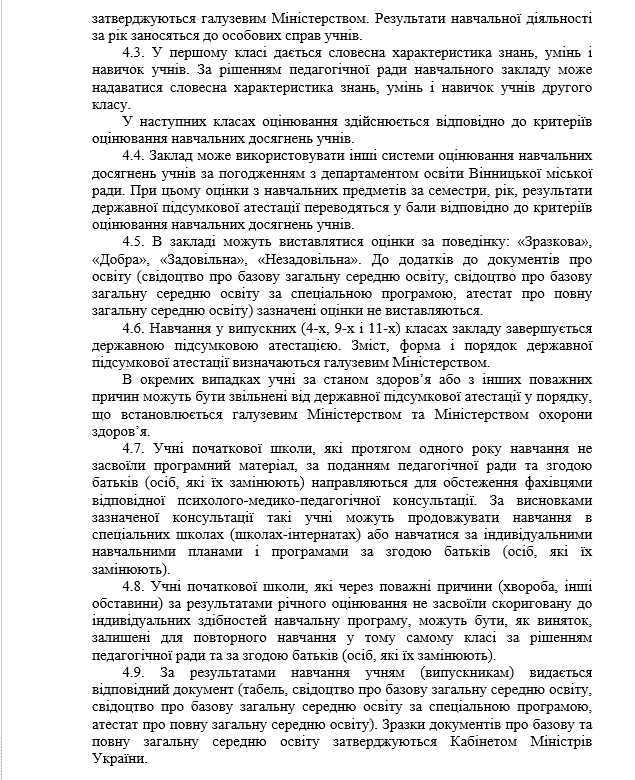 затверджуються галузевим Міністерством. Результати навчальної діяльності
за рік заносяться до особових справ учнів.
4.3. У першому класі дається словесна характеристика знань, умінь і
навичок учнів. За рішенням педагогічної ради навчального закладу може
надаватися словесна характеристика знань, умінь і навичок учнів другого
класу.
У наступних класах оцінювання здійснюється відповідно до критеріїв
оцінювання навчальних досягнень учнів.
4.4. Заклад може використовувати інші системи оцінювання навчальних
досягнень учнів за погодженням з департаментом освіти Вінницької міської
ради. При цьому оцінки з навчальних предметів за семестри, рік, результати
державної підсумкової атестації переводяться у бали відповідно до критеріїв
оцінювання навчальних досягнень учнів.
4.5. В закладі можуть виставлятися оцінки за поведінку: «Зразкова»,
«Добра», «Задовільна», «Незадовільна». До додатків до документів про
освіту (свідоцтво про базову загальну середню освіту, свідоцтво про базову
загальну середню освіту за спеціальною програмою, атестат про повну
загальну середню освіту) зазначені оцінки не виставляються.
4.6. Навчання у випускних (4-х, 9-х і 11-х) класах закладу завершується
державною підсумковою атестацією. Зміст, форма і порядок державної
підсумкової атестації визначаються галузевим Міністерством.
В окремих випадках учні за станом здоров’я або з інших поважних
причин можуть бути звільнені від державної підсумкової атестації у порядку,
що встановлюється галузевим Міністерством та Міністерством охорони
здоров’я.
4.7. Учні початкової школи, які протягом одного року навчання не
засвоїли програмний матеріал, за поданням педагогічної ради та згодою
батьків (осіб, які їх замінюють) направляються для обстеження фахівцями
відповідної психолого-медико-педагогічної консультації. За висновками
зазначеної консультації такі учні можуть продовжувати навчання в
спеціальних школах (школах-інтернатах) або навчатися за індивідуальними
навчальними планами і програмами за згодою батьків (осіб, які їх
замінюють).
4.8. Учні початкової школи, які через поважні причини (хвороба, інші
обставини) за результатами річного оцінювання не засвоїли скориговану до
індивідуальних здібностей навчальну програму, можуть бути, як виняток,
залишені для повторного навчання у тому самому класі за рішенням
педагогічної ради та за згодою батьків (осіб, які їх замінюють).
4.9. За результатами навчання учням (випускникам) видається
відповідний документ (табель, свідоцтво про базову загальну середню освіту,
свідоцтво про базову загальну середню освіту за спеціальною програмою,
атестат про повну загальну середню освіту). Зразки документів про базову та
повну загальну середню освіту затверджуються Кабінетом Міністрів
України.